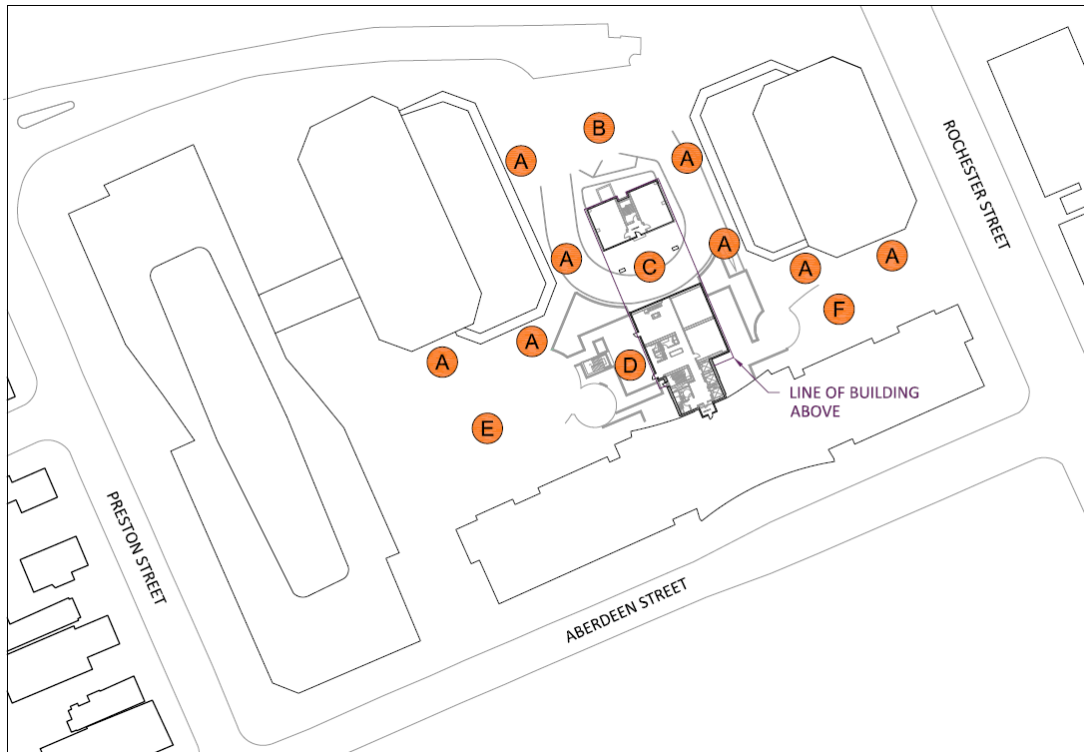 B
A
A
A
A
C
A
A
F
A
A
D
E
LINE OF BUILDING
ABOVE
ROCHESTER STREET
PRESTON STREET
ABERDEEN STREET